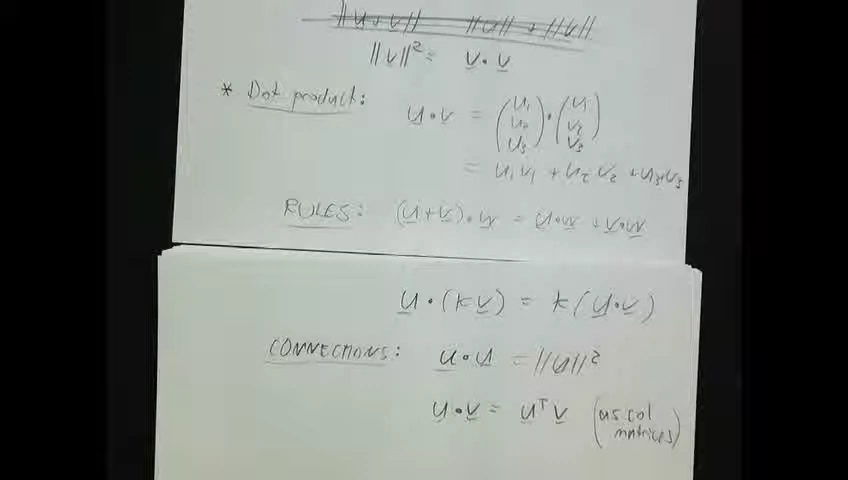 ||u+v|| ||u|| + ||v||
||v||² = v • v
* Dot product: u • v = (u₁ u₂ u₃) • (v₁ v₂ v₃)
= u₁v₁ + u₂v₂ + u₃v₃
RULES: (u+v)•w = u•w + v•w
u • (kv) = k(u•v)
CONNECTIONS: u•u = ||u||²
u•v = uᵀv (as col
matrices)